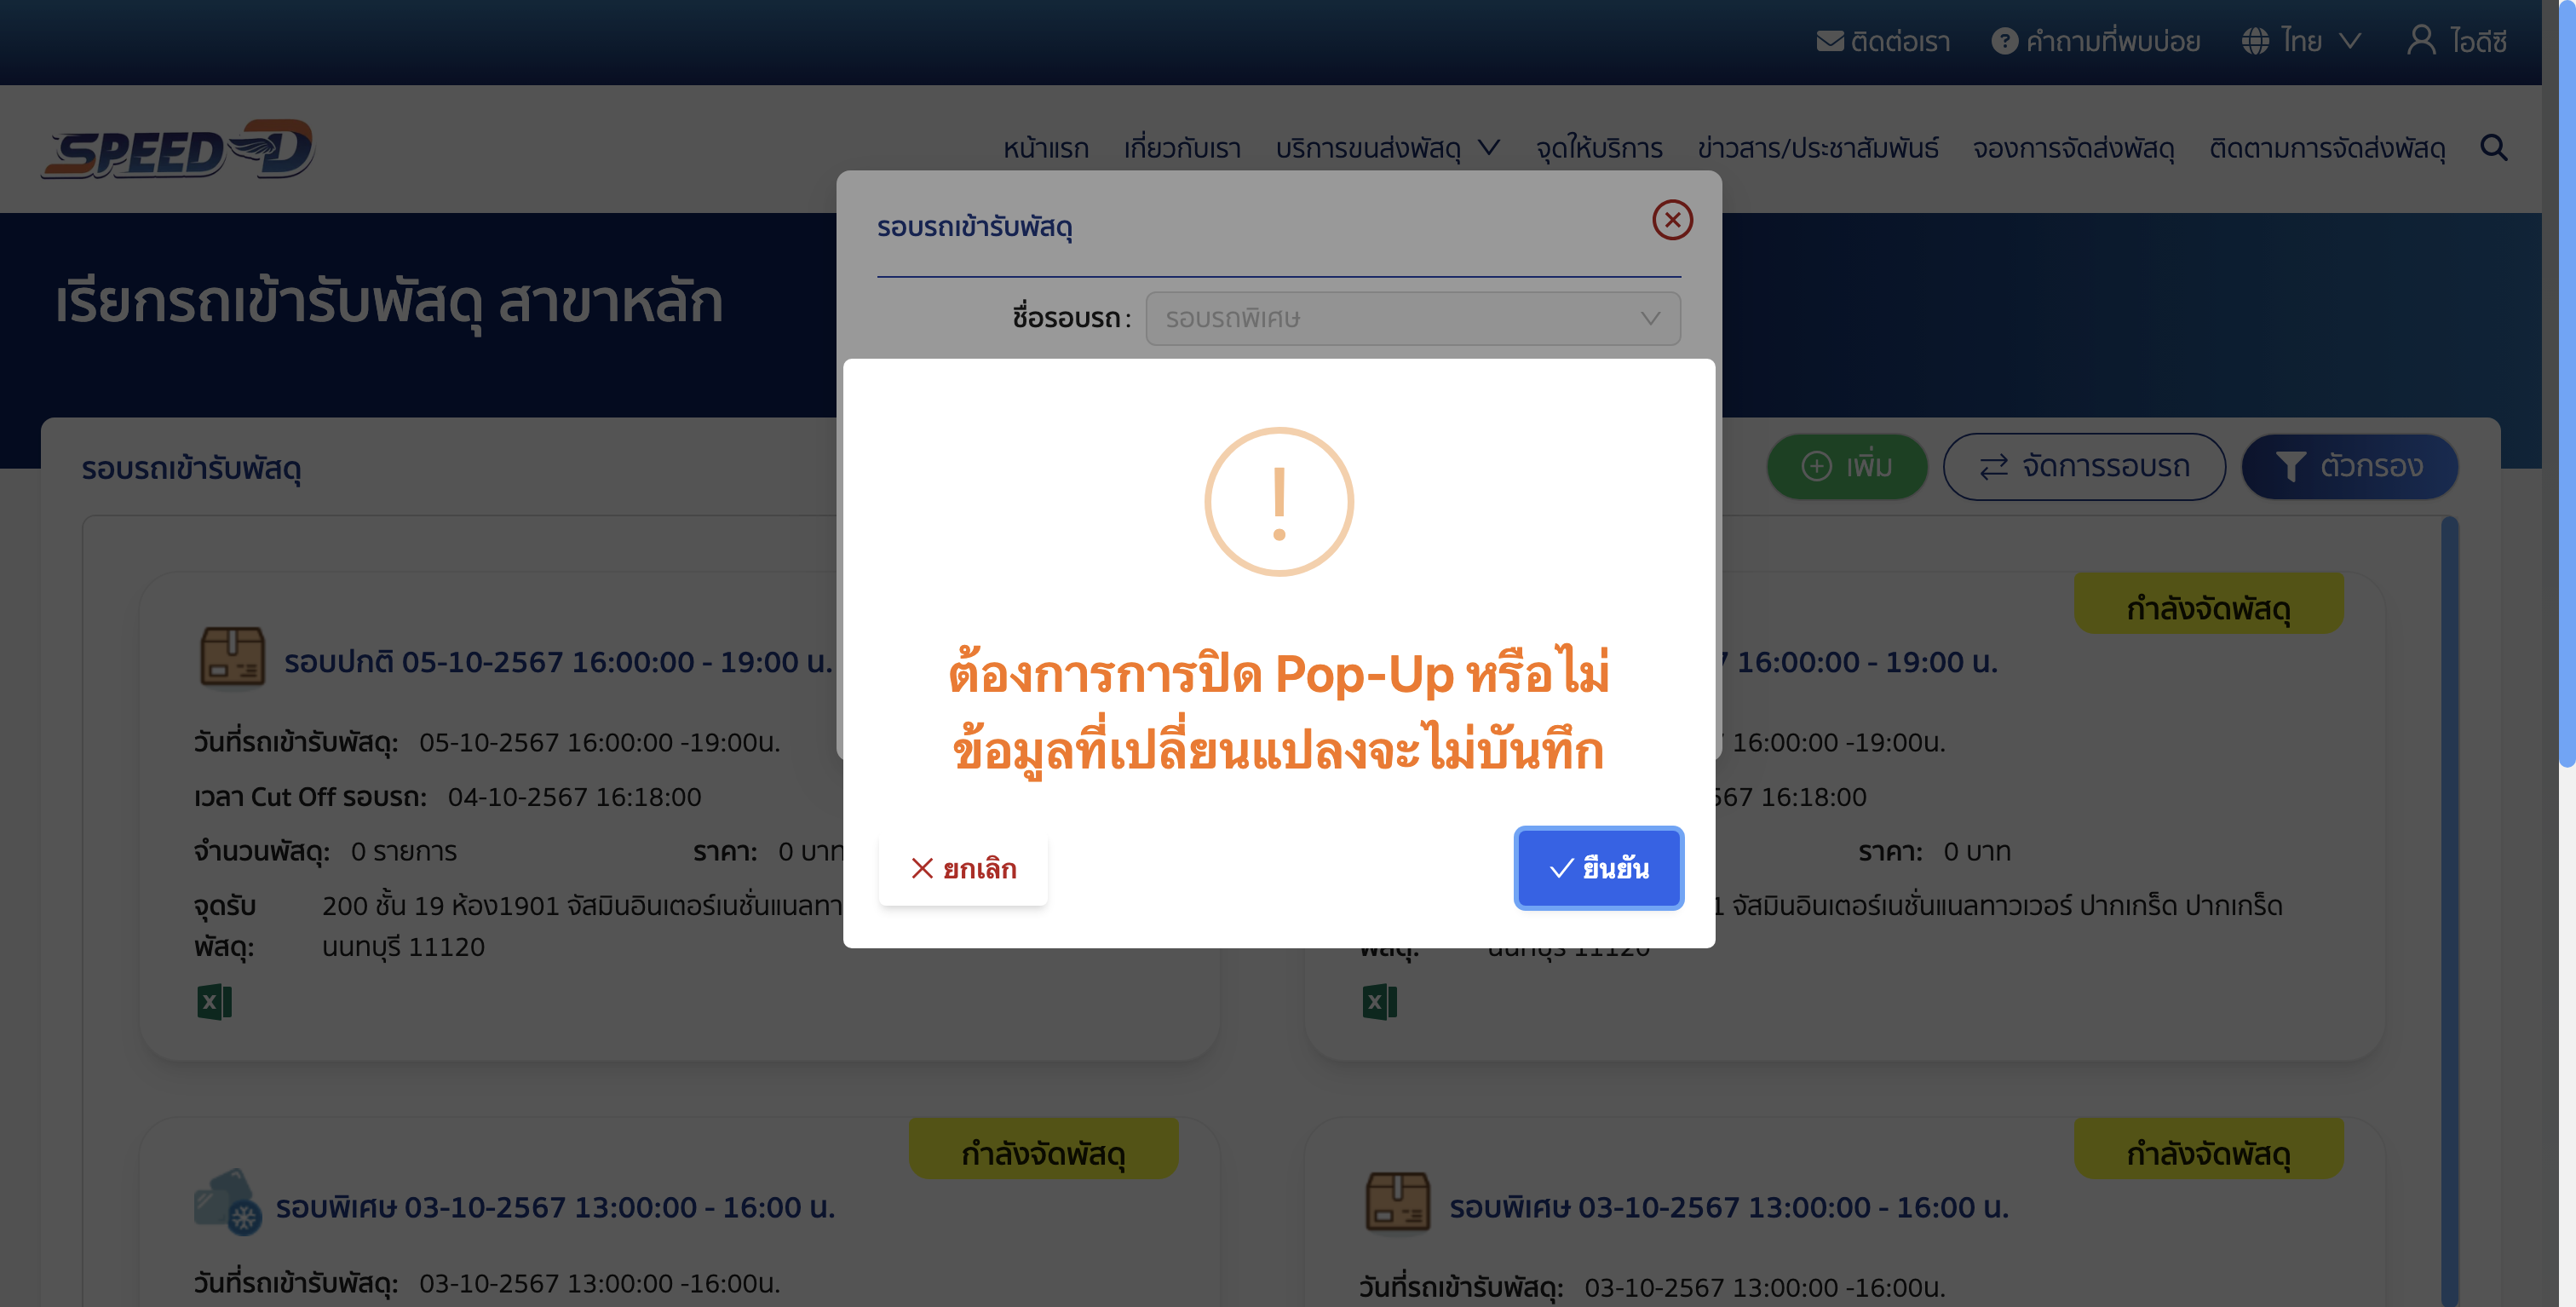 ติดต่อเรา คำถามที่พบบ่อย ไทย ไอดีซี
SPEED-D
หน้าแรก เกี่ยวกับเรา บริการขนส่งพัสดุ จุดให้บริการ ข่าวสาร/ประชาสัมพันธ์ จองการจัดส่งพัสดุ ติดตามการจัดส่งพัสดุ
รอบรถเข้ารับพัสดุ
เรียกรถเข้ารับพัสดุ สาขาหลัก
ชื่อรอบรถ : รอบรถพิเศษ
รอบรถเข้ารับพัสดุ
เพิ่ม จัดการรอบรถ ตัวกรอง
ต้องการการปิด Pop-Up หรือไม่
ข้อมูลที่เปลี่ยนแปลงจะไม่บันทึก
ยกเลิก ยืนยัน
รอบปกติ 05-10-2567 16:00:00 - 19:00 น.
วันที่รถเข้ารับพัสดุ: 05-10-2567 16:00:00 -19:00น.
เวลา Cut Off รอบรถ: 04-10-2567 16:18:00
จำนวนพัสดุ: 0 รายการ ราคา: 0 บาท
จุดรับ 200 ชั้น 19 ห้อง1901 จัสมินอินเตอร์เนชั่นแนลทา
พัสดุ: นนทบุรี 11120
กำลังจัดพัสดุ
16:00:00 - 19:00 น.
16:00:00 -19:00น.
567 16:18:00
ราคา: 0 บาท
1 จัสมินอินเตอร์เนชั่นแนลทาวเวอร์ ปากเกร็ด ปากเกร็ด
พัสดุ: นนทบุรี 11120
กำลังจัดพัสดุ
รอบพิเศษ 03-10-2567 13:00:00 - 16:00 น.
วันที่รถเข้ารับพัสดุ: 03-10-2567 13:00:00 -16:00น.
กำลังจัดพัสดุ
รอบพิเศษ 03-10-2567 13:00:00 - 16:00 น.
วันที่รถเข้ารับพัสดุ: 03-10-2567 13:00:00 -16:00น.